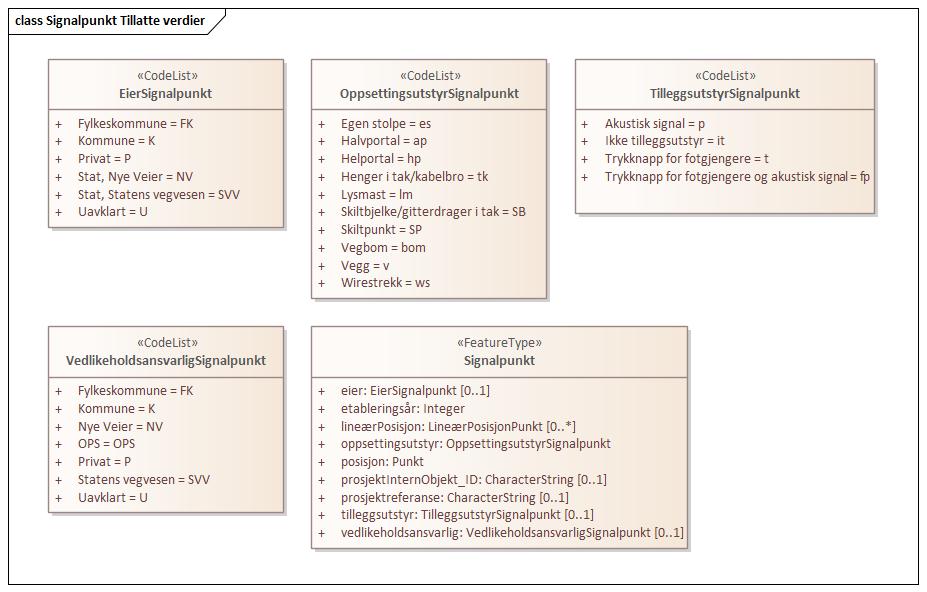 class Signalpunkt Tillatte verdier
«CodeList»
EierSignalpunkt
+ Fylkeskommune = FK
+ Kommune = K
+ Privat = P
+ Stat, Nye Veier = NV
+ Stat, Statens vegvesen = SVV
+ Uavklart = U
«CodeList»
OppsettingsutstyrSignalpunkt
+ Egen stolpe = es
+ Halvportal = ap
+ Helportal = hp
+ Henger i tak/kabelbro = tk
+ Lysmast = lm
+ Skiltbjelke/gitterdrager i tak = SB
+ Skiltpunkt = SP
+ Vegbom = bom
+ Vegg = v
+ Wirestrekk = ws
«CodeList»
TilleggsutstyrSignalpunkt
+ Akustisk signal = p
+ Ikke tilleggsutstyr = it
+ Trykknapp for fotgjengere = t
+ Trykknapp for fotgjengere og akustisk signal = fp
«CodeList»
VedlikeholdsansvarligSignalpunkt
+ Fylkeskommune = FK
+ Kommune = K
+ Nye Veier = NV
+ OPS = OPS
+ Privat = P
+ Statens vegvesen = SVV
+ Uavklart = U
«FeatureType»
Signalpunkt
+ eier: EierSignalpunkt [0..1]
+ etableringsår: Integer
+ lineærPosisjon: LineærPosisjonPunkt [0..*]
+ oppsettingsutstyr: OppsettingsutstyrSignalpunkt
+ posisjon: Punkt
+ prosjektInternObjekt_ID: CharacterString [0..1]
+ prosjektreferanse: CharacterString [0..1]
+ tilleggsutstyr: TilleggsutstyrSignalpunkt [0..1]
+ vedlikeholdsansvarlig: VedlikeholdsansvarligSignalpunkt [0..1]